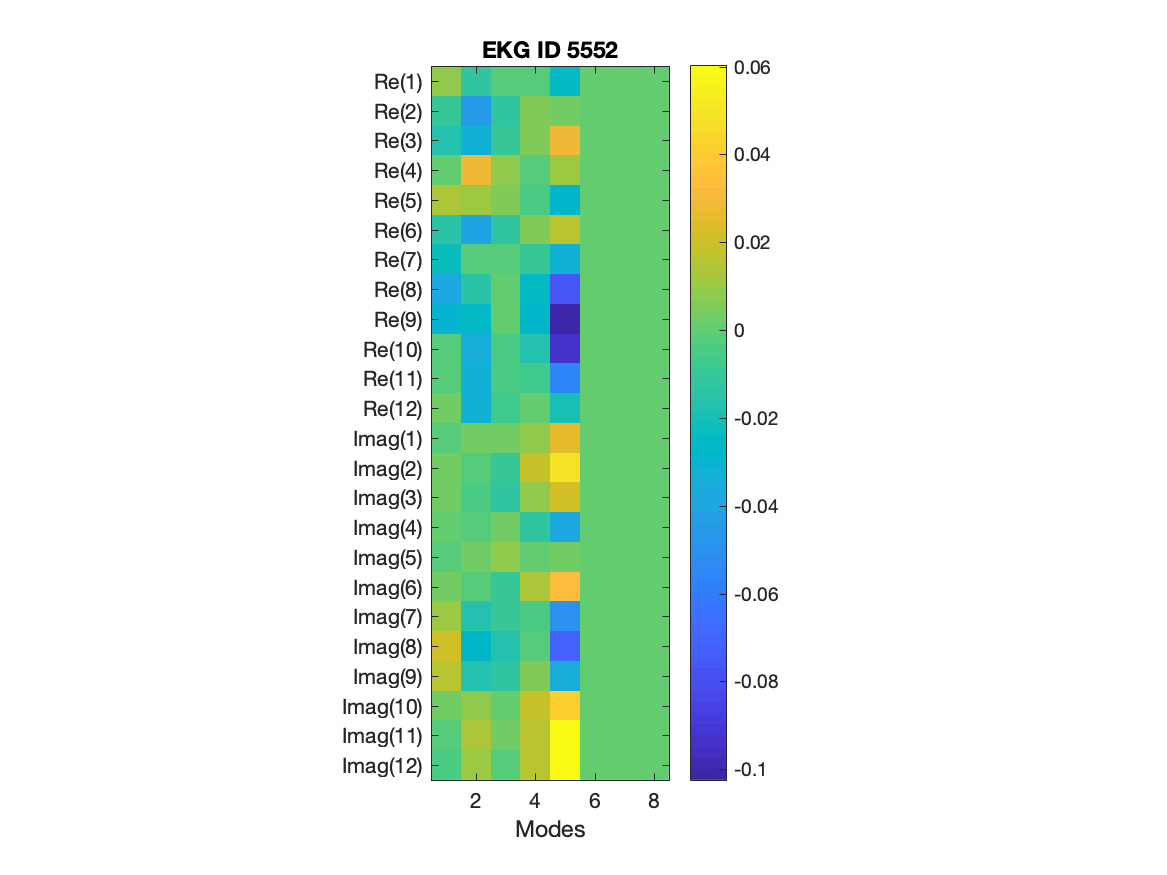 EKG ID 5552
Re(1)
Re(2)
Re(3)
Re(4)
Re(5)
Re(6)
Re(7)
Re(8)
Re(9)
Re(10)
Re(11)
Re(12)
Imag(1)
Imag(2)
Imag(3)
Imag(4)
Imag(5)
Imag(6)
Imag(7)
Imag(8)
Imag(9)
Imag(10)
Imag(11)
Imag(12)
2 4 6 8
Modes
0.06
0.04
0.02
0
-0.02
-0.04
-0.06
-0.08
-0.1